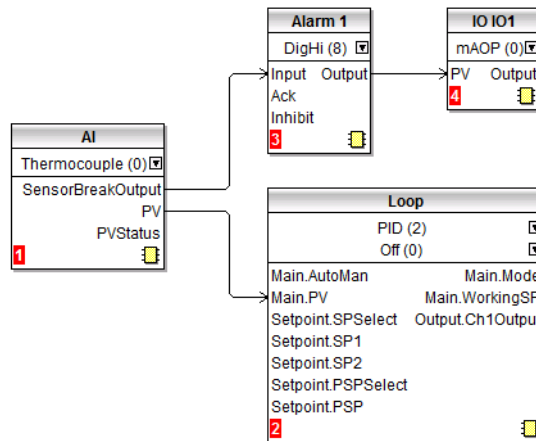 Alarm 1
DigHi (8)
Input Output
Ack
Inhibit
3
IO IO1
mAOP (0)
PV Output
4
AI
Thermocouple (0)
SensorBreakOutput
PV
PVStatus
1
Loop
PID (2)
Off (0)
Main.AutoMan Main.Mode
Main.PV Main.WorkingSP
Setpoint.SPSelect Output.Ch1Outpu
Setpoint.SP1
Setpoint.SP2
Setpoint.PSPSelect
Setpoint.PSP
2